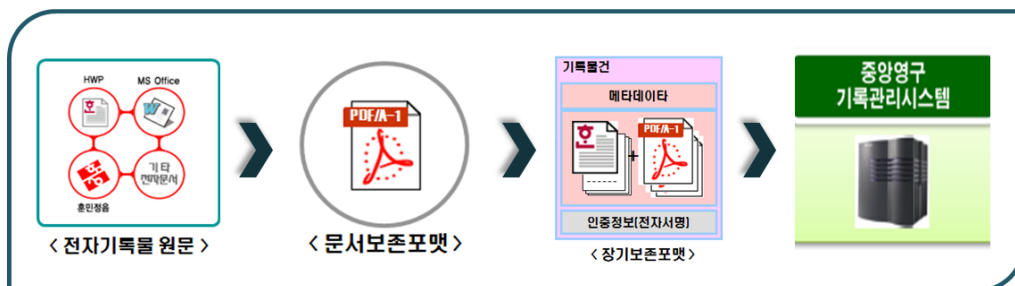 HWP
MS Office
기타
전자문서
훈민정음
< 전자기록물 원문 >
PDF/A-1
< 문서보존포맷 >
기록물건
메타데이타
PDF/A-1
+
인증정보(전자서명)
< 장기보존포맷 >
중앙영구
기록관리시스템